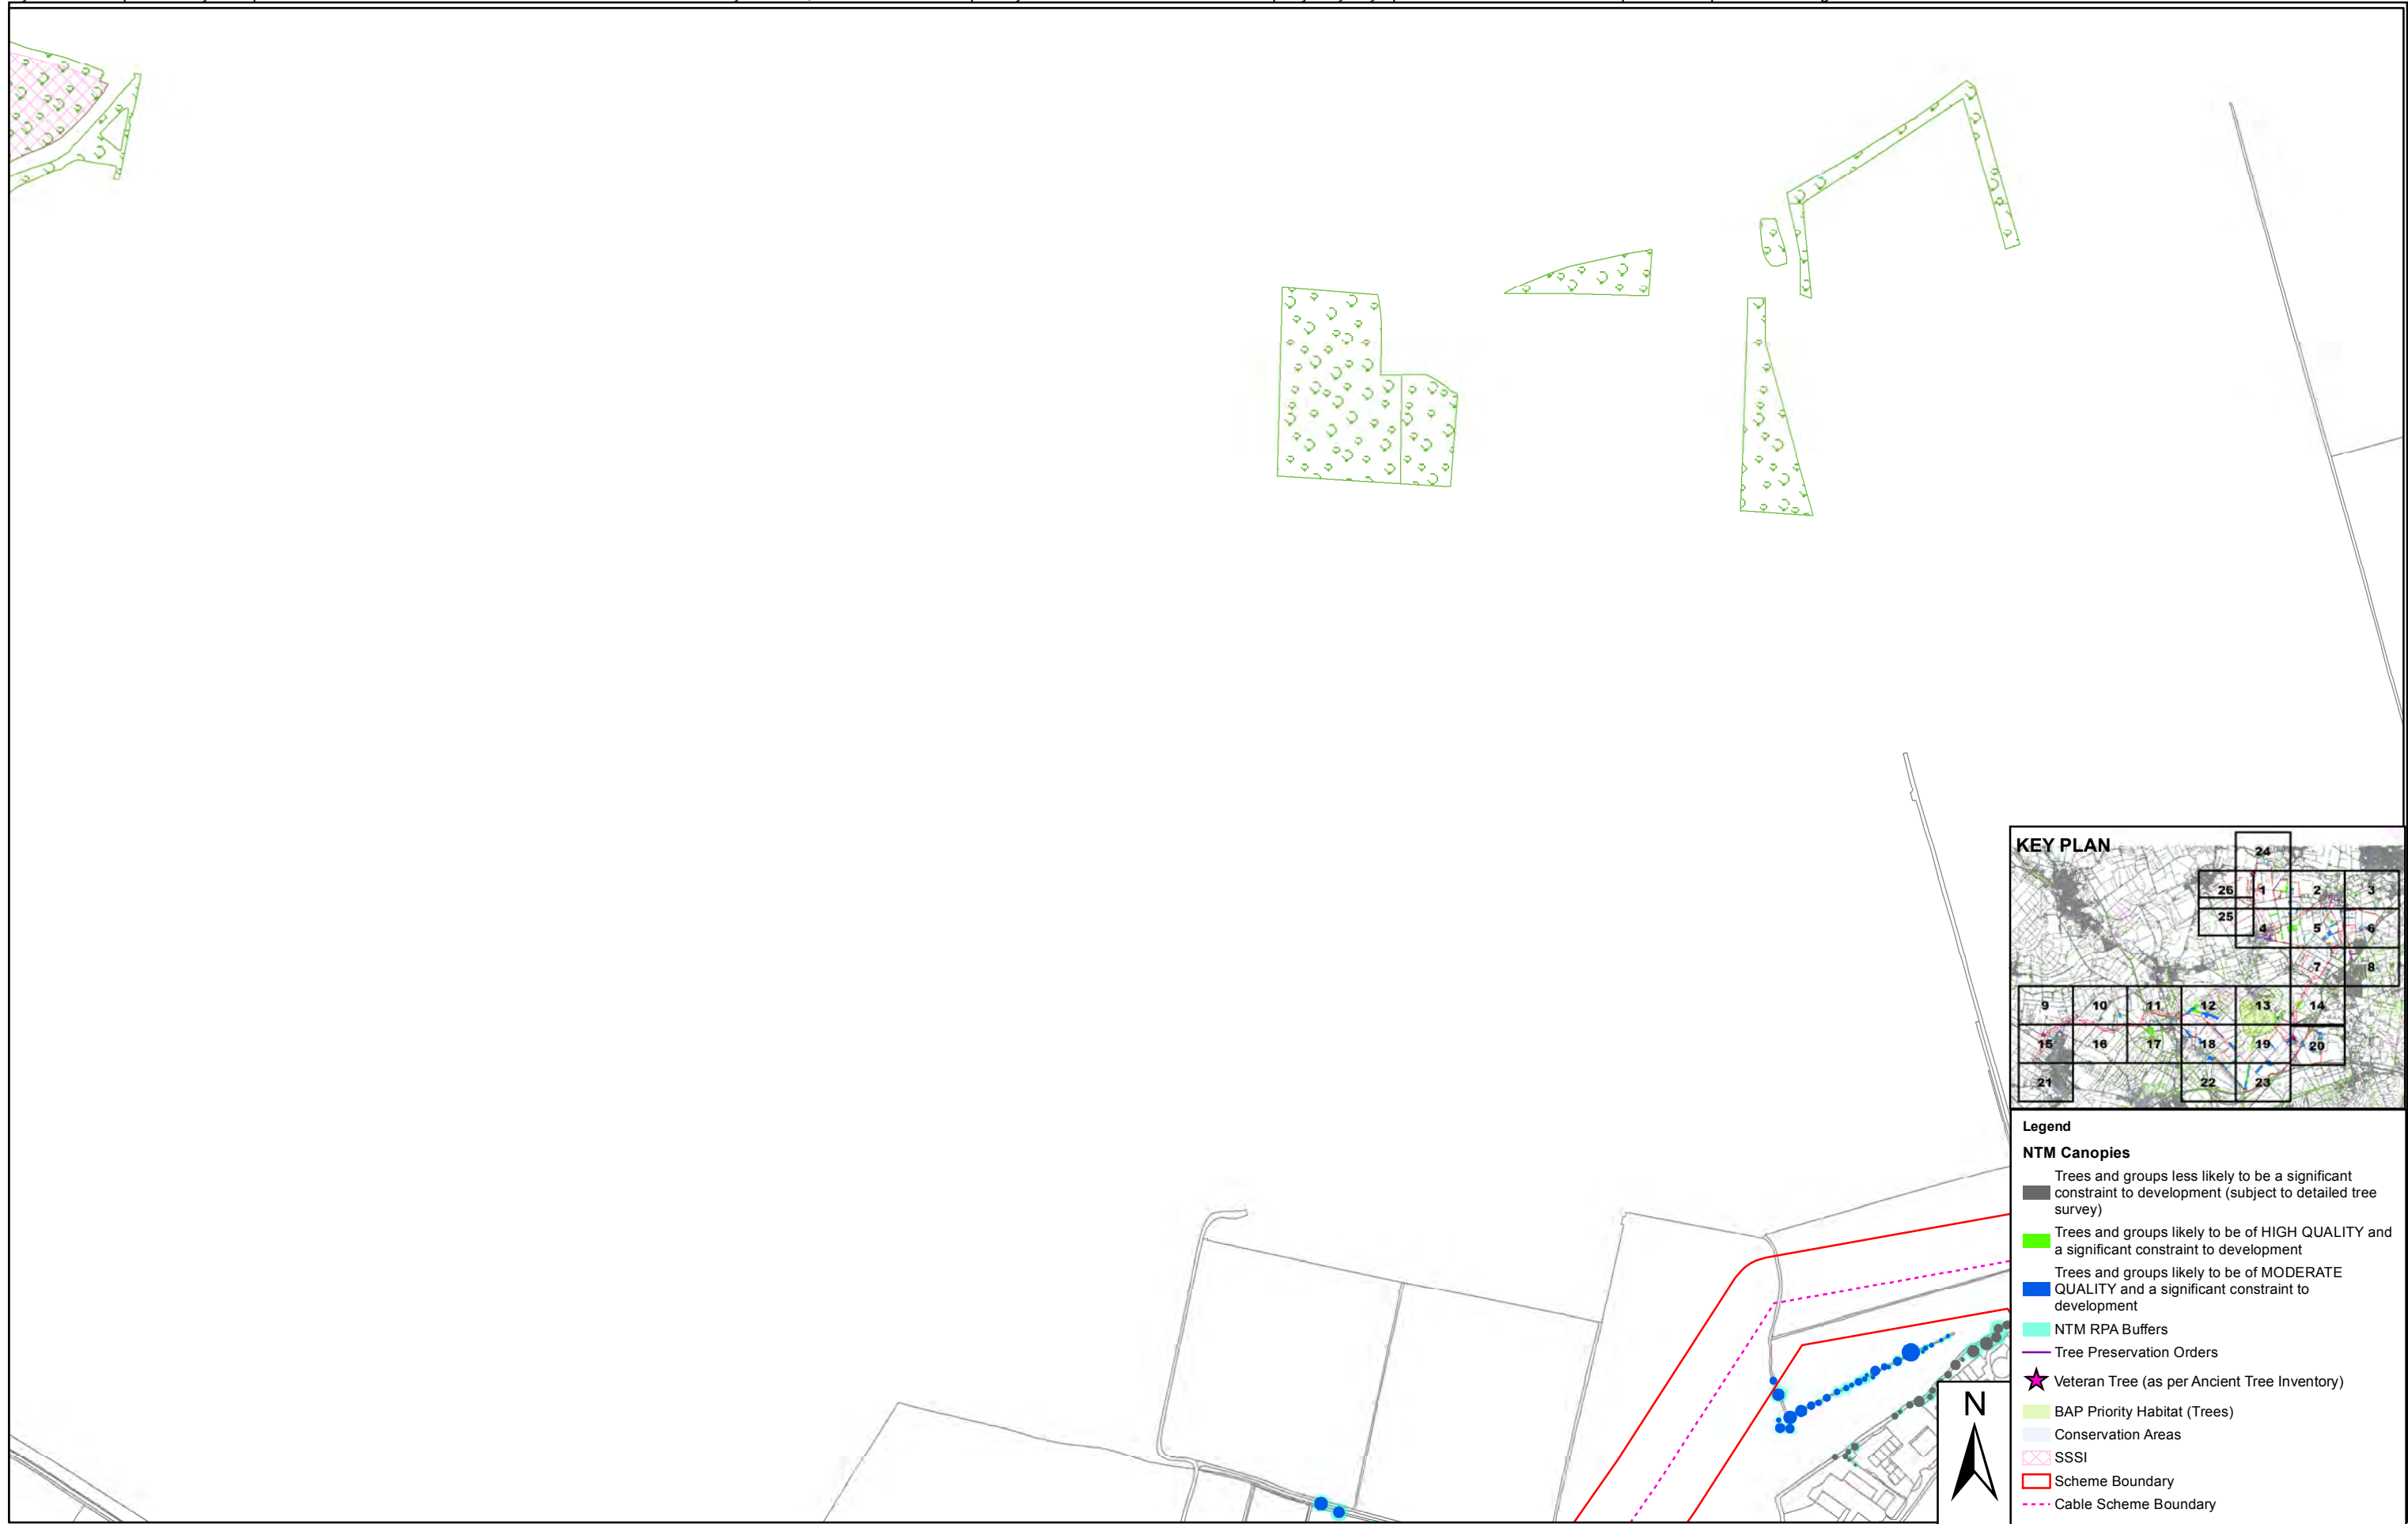 KEY PLAN
24
26 1 2 3
25
4 5 6
7 8
9 10 11 12 13 14
15 16 17 18 19 20
21 22 23
Legend
NTM Canopies
Trees and groups less likely to be a significant
constraint to development (subject to detailed tree
survey)
Trees and groups likely to be of HIGH QUALITY and
a significant constraint to development
Trees and groups likely to be of MODERATE
QUALITY and a significant constraint to
development
NTM RPA Buffers
Tree Preservation Orders
Veteran Tree (as per Ancient Tree Inventory)
BAP Priority Habitat (Trees)
Conservation Areas
SSSI
Scheme Boundary
Cable Scheme Boundary
N